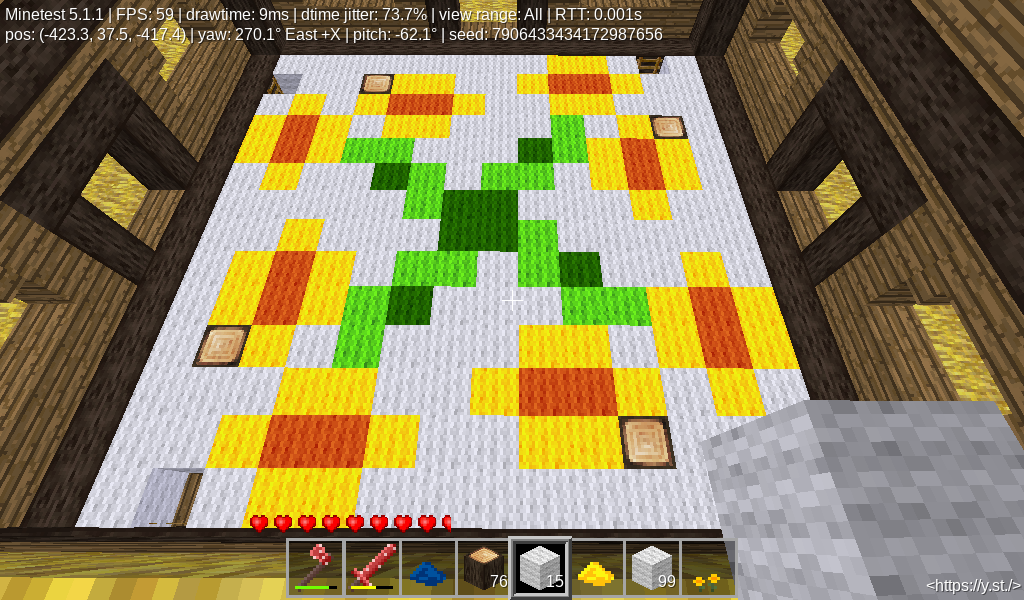 Minetest 5.1.1 | FPS: 59 | drawtime: 9ms | dtime jitter: 73.7% | view range: All | RTT: 0.001s
pos: (-423.3, 37.5, -417.4) | yaw: 270.1° East +X | pitch: -62.1° | seed: 7906433434172987656
76
15
99
<https://y.st./>